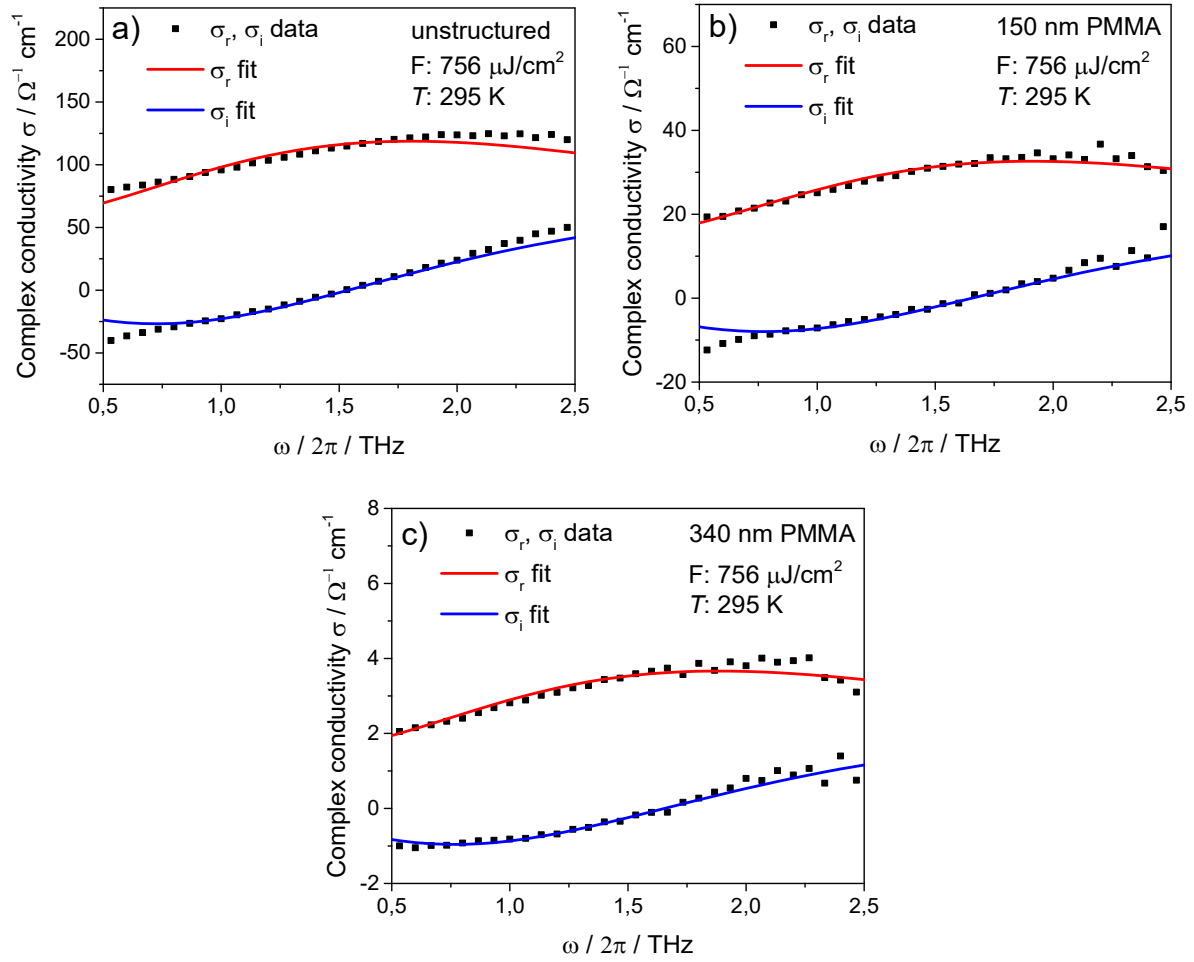 a)
σr, σi data
σr fit
σi fit
unstructured
F: 756 μJ/cm²
T: 295 K
Complex conductivity σ / Ω⁻¹ cm⁻¹
200
150
100
50
0
-50
0,5 1,0 1,5 2,0 2,5
ω / 2π / THz
b)
σr, σi data
σr fit
σi fit
150 nm PMMA
F: 756 μJ/cm²
T: 295 K
Complex conductivity σ / Ω⁻¹ cm⁻¹
60
40
20
0
-20
0,5 1,0 1,5 2,0 2,5
ω / 2π / THz
c)
σr, σi data
σr fit
σi fit
340 nm PMMA
F: 756 μJ/cm²
T: 295 K
Complex conductivity σ / Ω⁻¹ cm⁻¹
8
6
4
2
0
-2
0,5 1,0 1,5 2,0 2,5
ω / 2π / THz